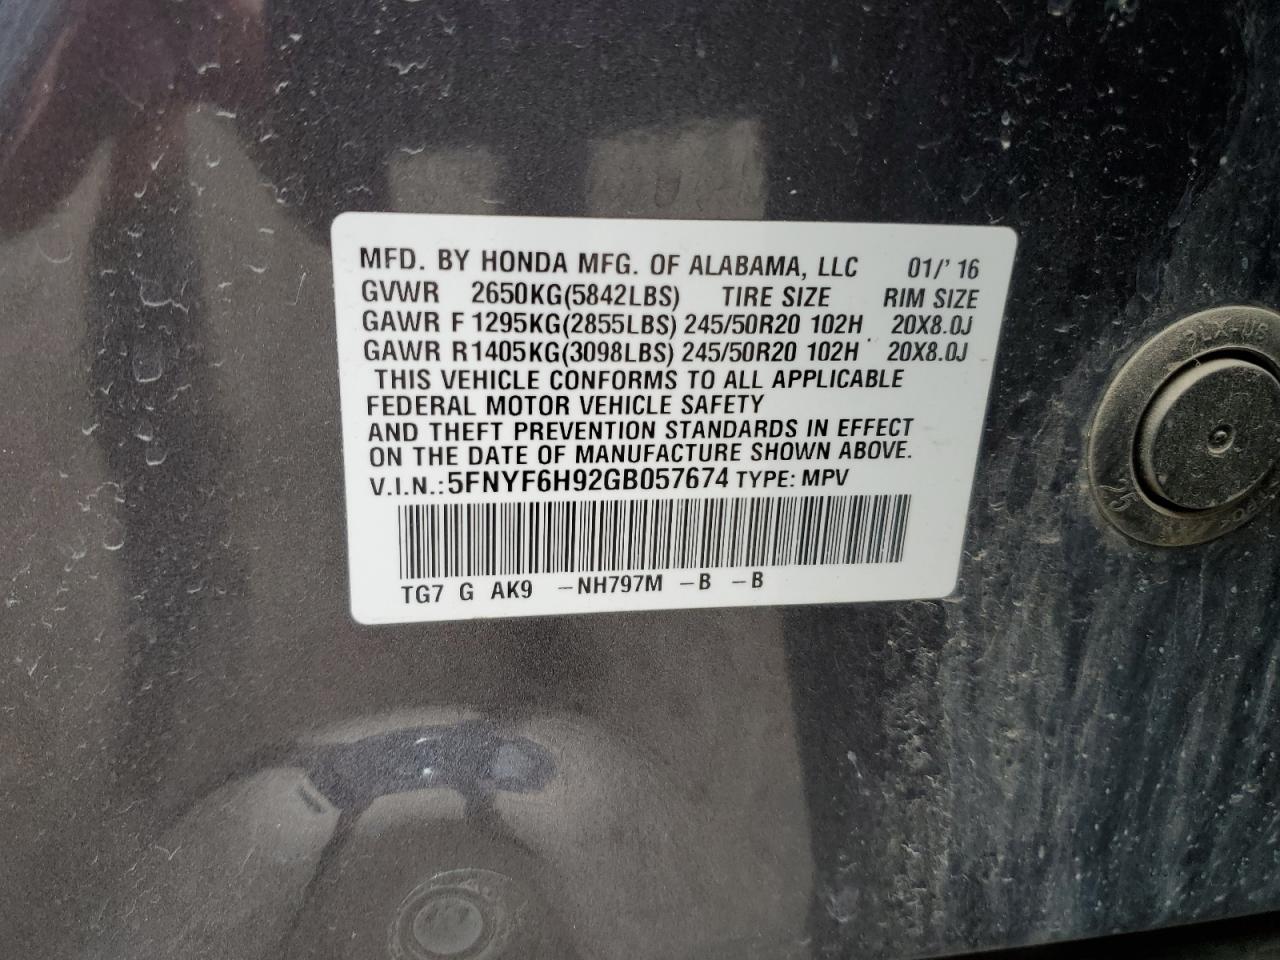 MFD. BY HONDA MFG. OF ALABAMA, LLC 01/'16
GVWR 2650KG(5842LBS) TIRE SIZE RIM SIZE
GAWR F 1295KG(2855LBS) 245/50R20 102H 20X8.0J
GAWR R1405KG(3098LBS) 245/50R20 102H 20X8.0J
THIS VEHICLE CONFORMS TO ALL APPLICABLE
FEDERAL MOTOR VEHICLE SAFETY
AND THEFT PREVENTION STANDARDS IN EFFECT
ON THE DATE OF MANUFACTURE SHOWN ABOVE.
V.I.N.:5FNYF6H92GB057674 TYPE: MPV
TG7 G AK9 -NH797M -B -B
25